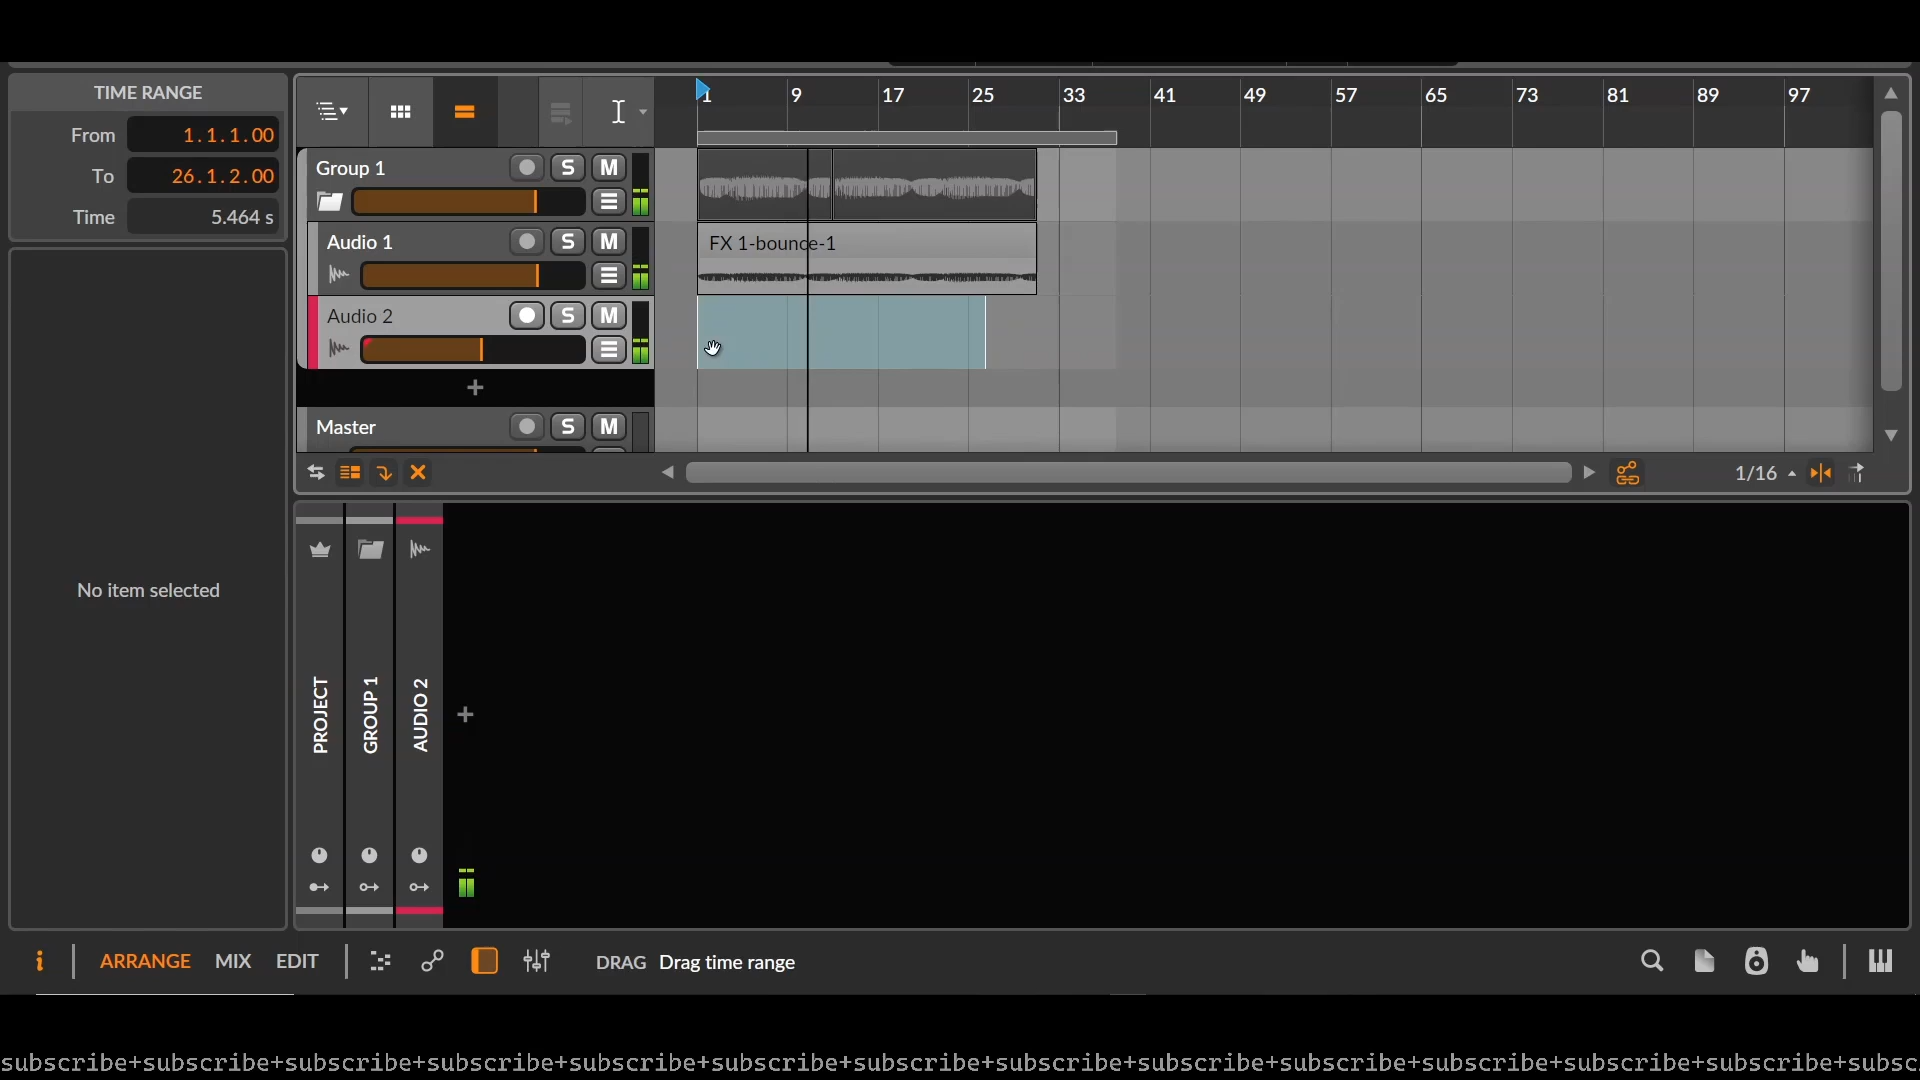 TIME RANGE
From 1.1.1.00
To 26.1.2.00
Time 5.464 s
No item selected
1 9 17 25 33 41 49 57 65 73 81 89 97
Group 1 S M
Audio 1 S M
FX 1-bounce-1
Audio 2 S M
+
Master S M
1/16
PROJECT
GROUP 1
AUDIO 2
+
i ARRANGE MIX EDIT DRAG Drag time range
subscribe+subscribe+subscribe+subscribe+subscribe+subscribe+subscribe+subscribe+subscribe+subscribe+subscribe+subscribe+subscribe+subsc